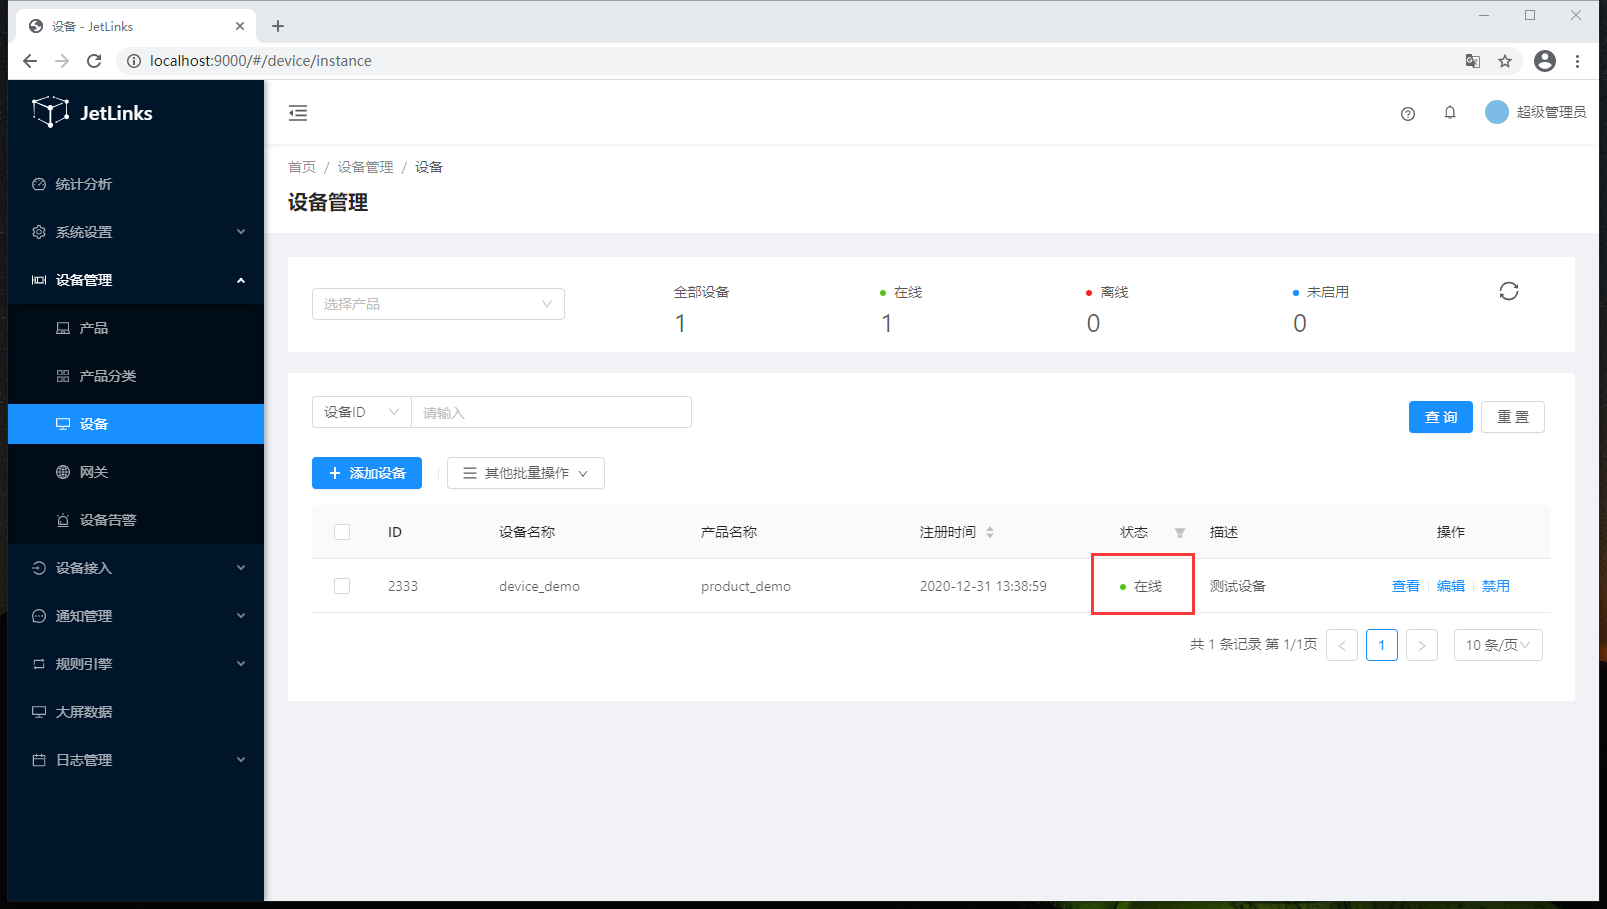 设备 - JetLinks
localhost:9000/#/device/instance
JetLinks
超级管理员
统计分析
系统设置
设备管理
产品
产品分类
设备
网关
设备告警
设备接入
通知管理
规则引擎
大屏数据
日志管理
首页 / 设备管理 / 设备
设备管理
选择产品
全部设备
1
在线
1
离线
0
未启用
0
设备ID 请输入
查 询 重 置
添加设备 其他批量操作
ID 设备名称 产品名称 注册时间 状态 描述 操作
2333 device_demo product_demo 2020-12-31 13:38:59 在线 测试设备 查看 编辑 禁用
共 1 条记录 第 1/1页 < 1 > 10 条/页